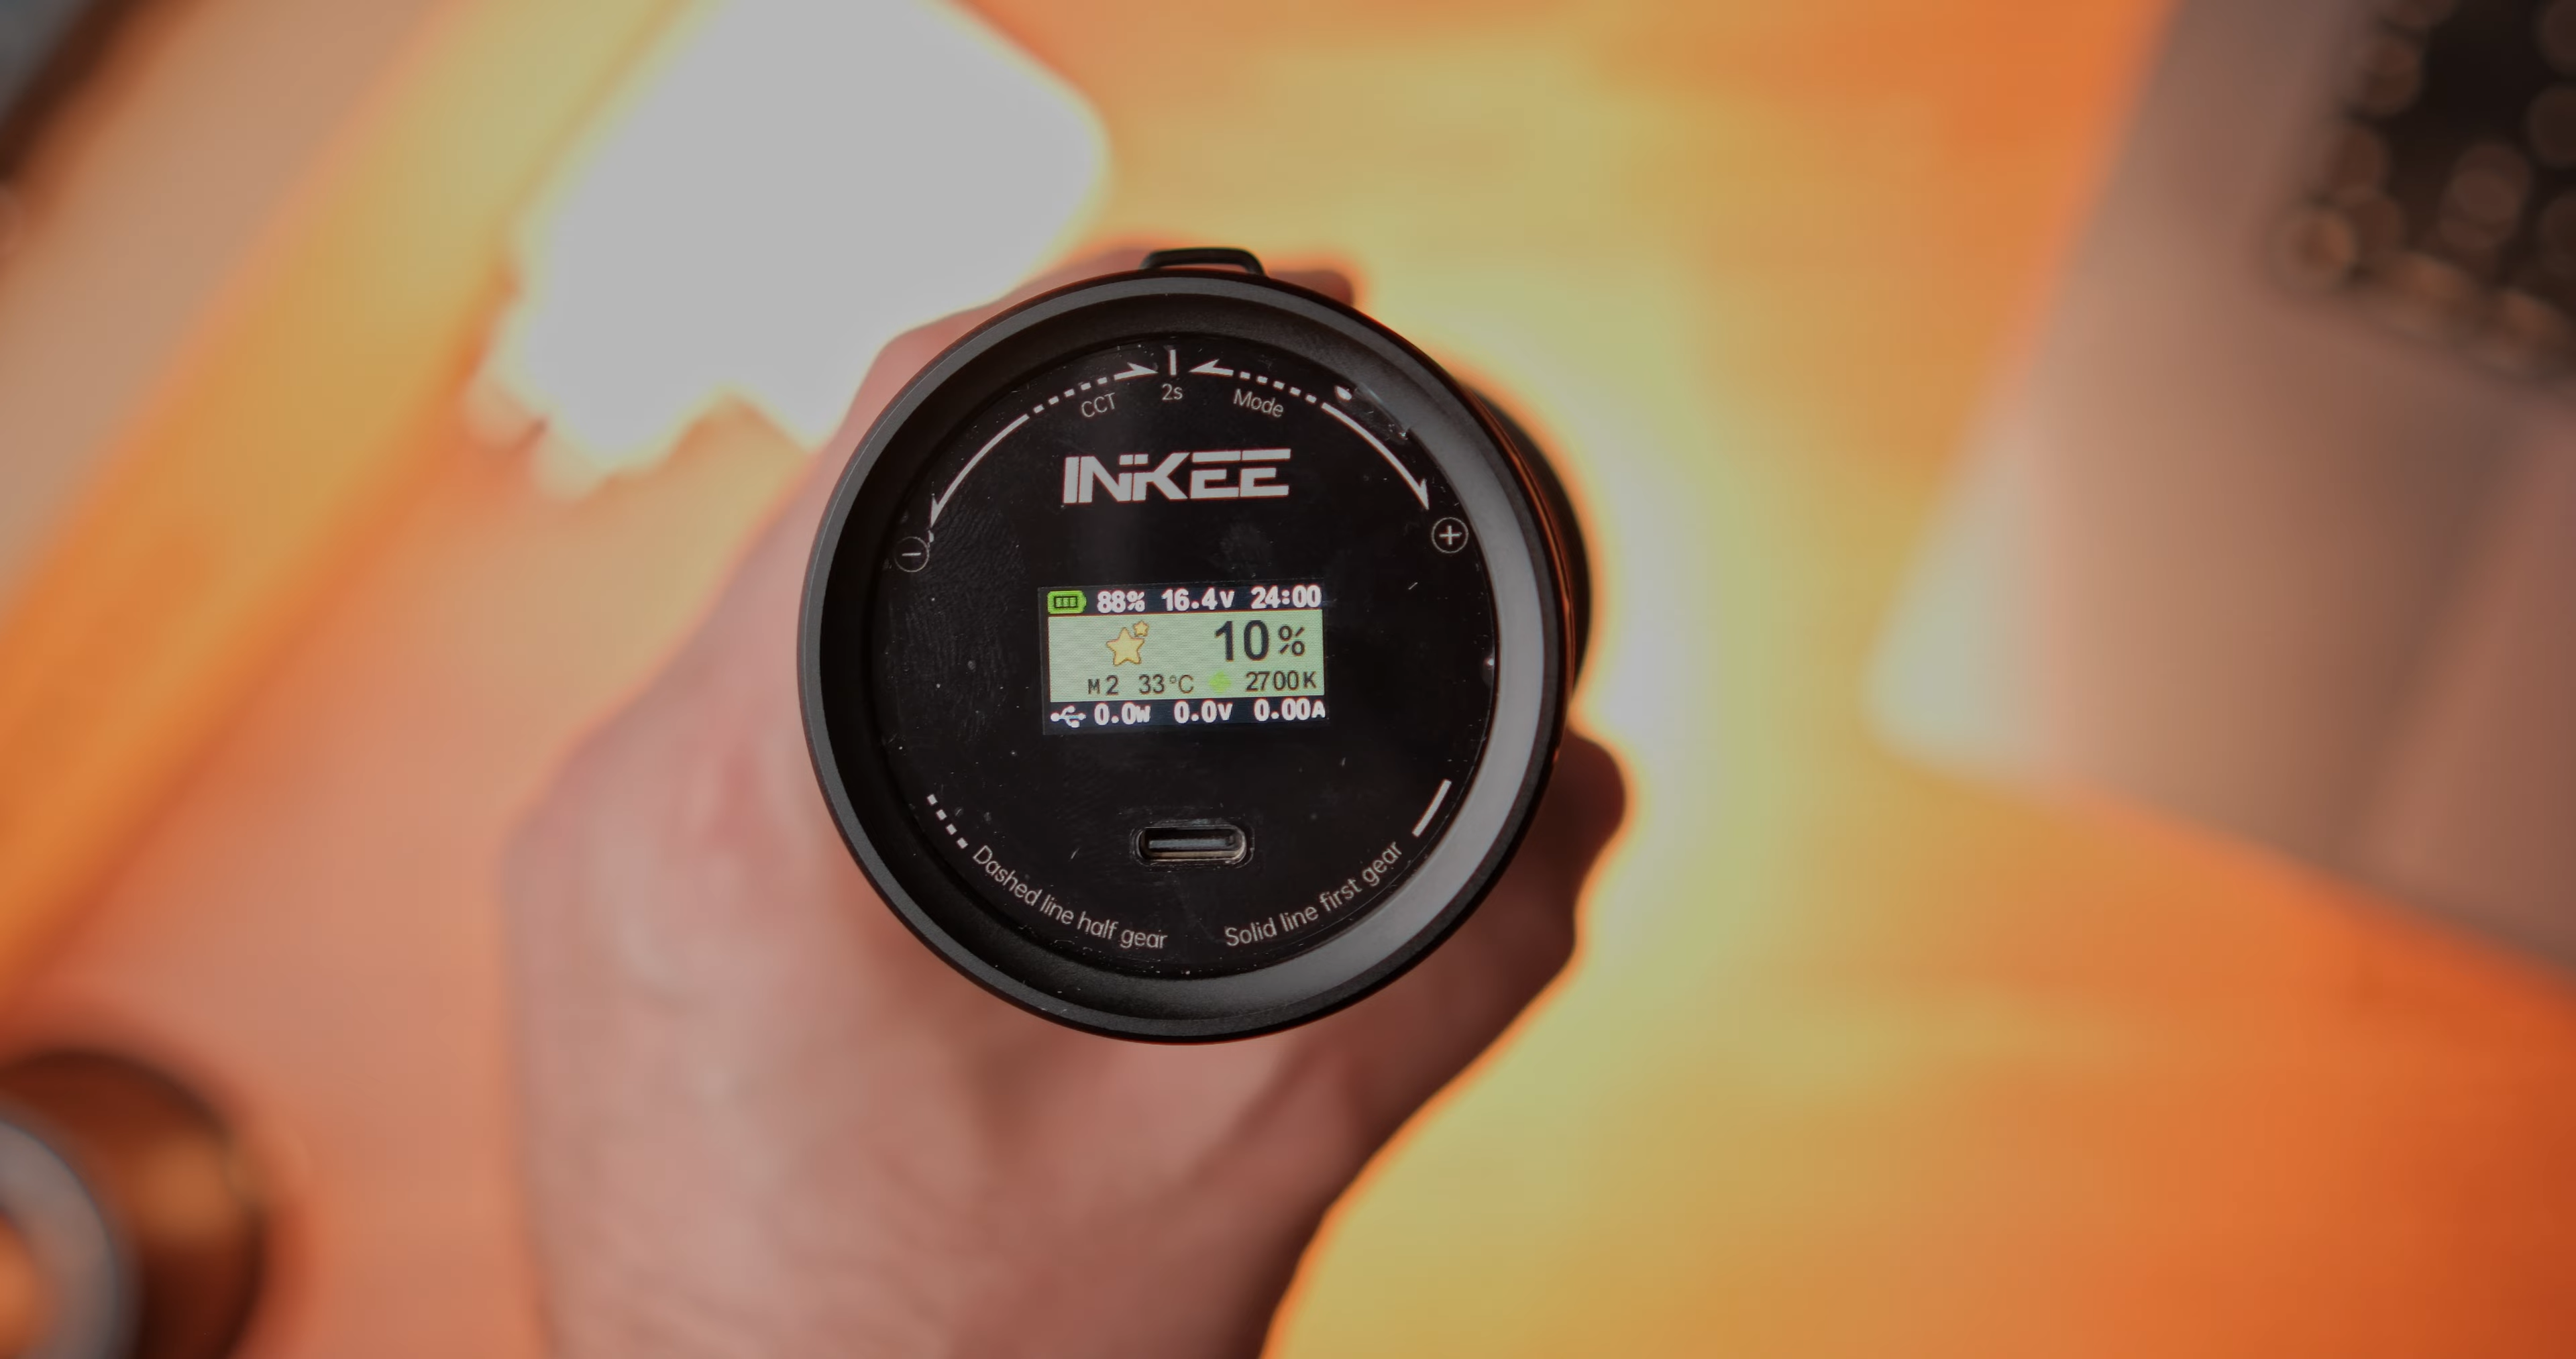 CCT 2s Mode
INKEE
88% 16.4V 24:00
10%
M2 33°C 2700K
0.0W 0.0V 0.00A
Dashed line half gear
Solid line first gear